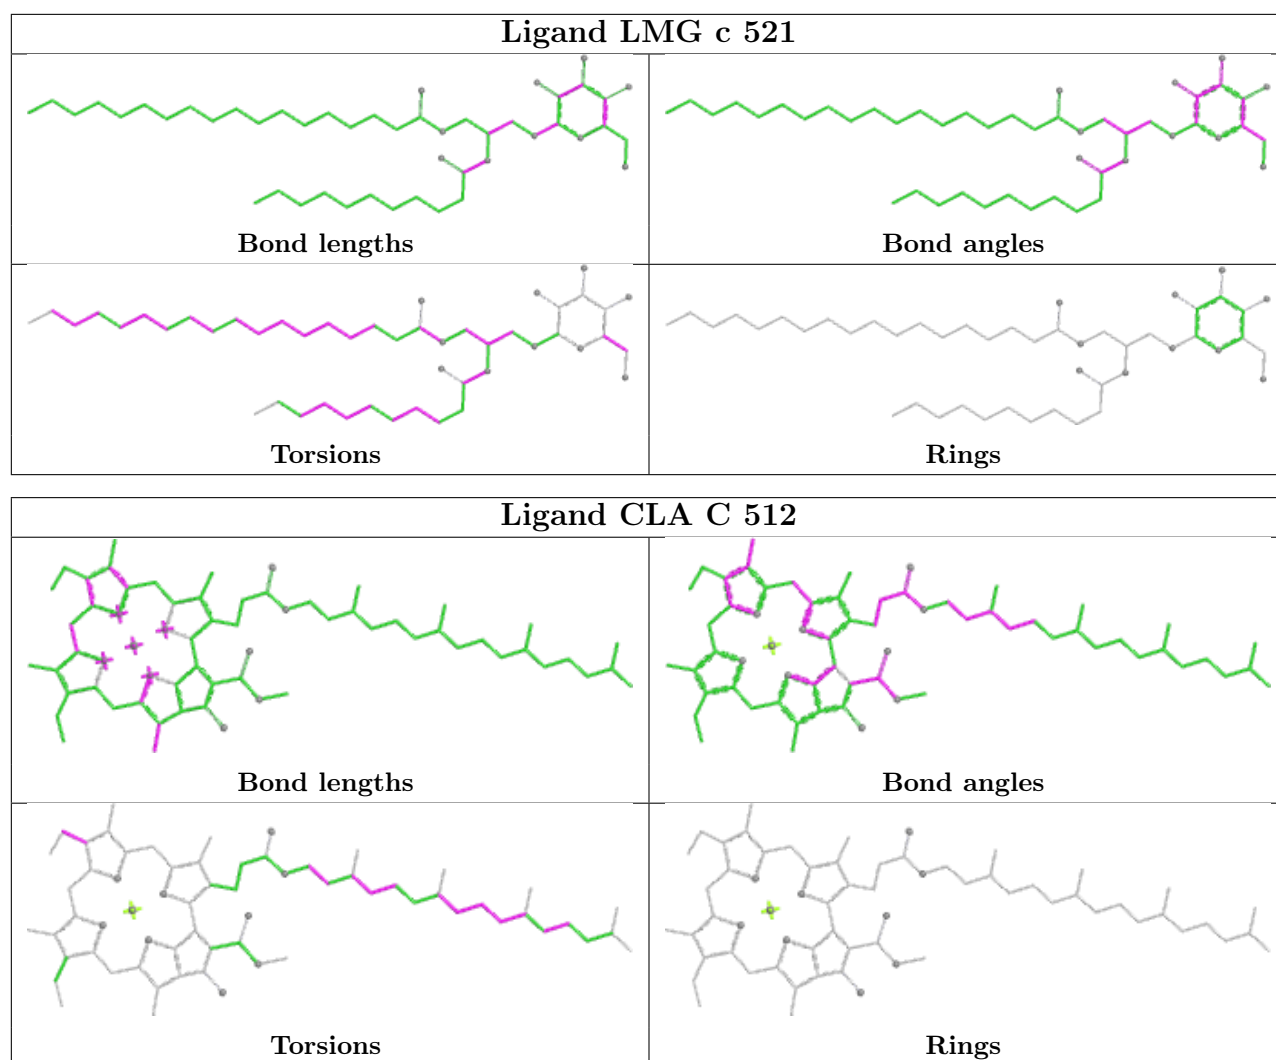 Ligand LMG c 521
Bond lengths
Bond angles
Torsions
Rings
Ligand CLA C 512
Bond lengths
Bond angles
Torsions
Rings